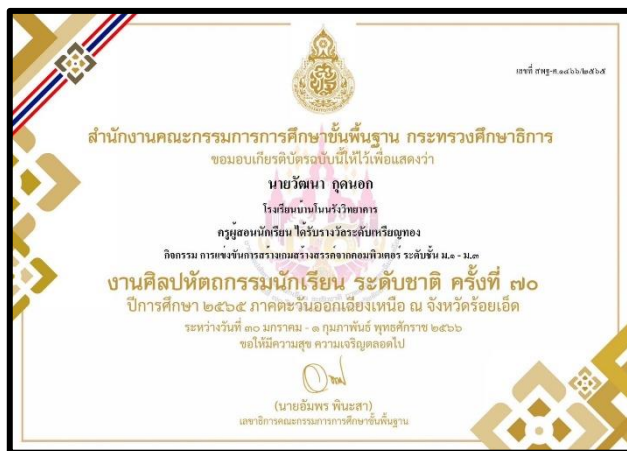 เลขที่ สพฐ-ศ.๑๔๖๖/๒๕๖๕
สำนักงานคณะกรรมการการศึกษาขั้นพื้นฐาน กระทรวงศึกษาธิการ
ขอมอบเกียรติบัตรฉบับนี้ให้ไว้เพื่อแสดงว่า
นายวัฒนา กุดนอก
โรงเรียนบ้านโนนรังวิทยาคาร
ครูผู้สอนนักเรียน ได้รับรางวัลระดับเหรียญทอง
กิจกรรม การแข่งขันการสร้างเกมสร้างสรรค์จากคอมพิวเตอร์ ระดับชั้น ม.๑ - ม.๓
งานศิลปหัตถกรรมนักเรียน ระดับชาติ ครั้งที่ ๗๐
ปีการศึกษา ๒๕๖๕ ภาคตะวันออกเฉียงเหนือ ณ จังหวัดร้อยเอ็ด
ระหว่างวันที่ ๓๐ มกราคม - ๑ กุมภาพันธ์ พุทธศักราช ๒๕๖๖
ขอให้มีความสุข ความเจริญตลอดไป
(นายอัมพร พินะสา)
เลขาธิการคณะกรรมการการศึกษาขั้นพื้นฐาน